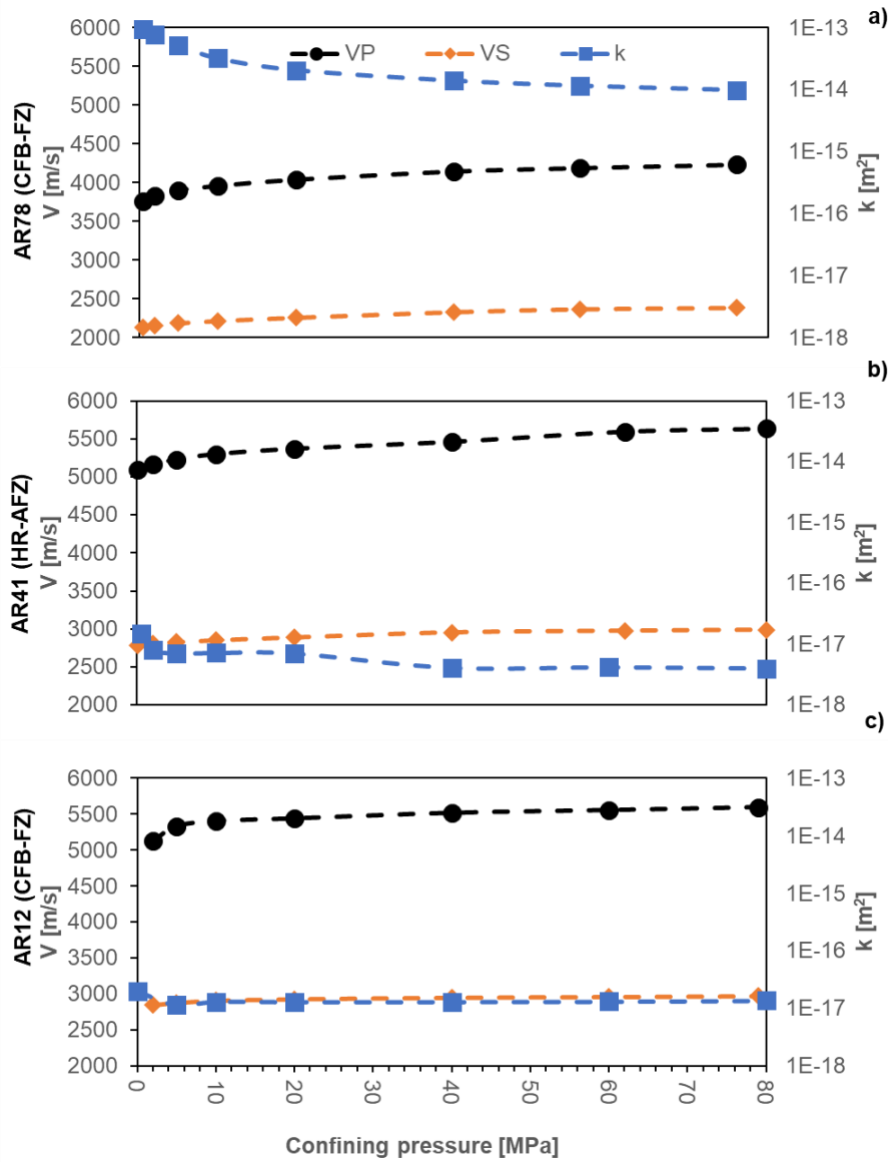 a)
VP VS k
6000
5500
5000
4500
4000
3500
3000
2500
2000
AR78 (CFB-FZ)
V [m/s]
1E-13
1E-14
1E-15
1E-16
1E-17
1E-18
k [m²]
b)
6000
5500
5000
4500
4000
3500
3000
2500
2000
AR41 (HR-AFZ)
V [m/s]
1E-13
1E-14
1E-15
1E-16
1E-17
1E-18
k [m²]
c)
6000
5500
5000
4500
4000
3500
3000
2500
2000
AR12 (CFB-FZ)
V [m/s]
1E-13
1E-14
1E-15
1E-16
1E-17
1E-18
k [m²]
0 10 20 30 40 50 60 70 80
Confining pressure [MPa]